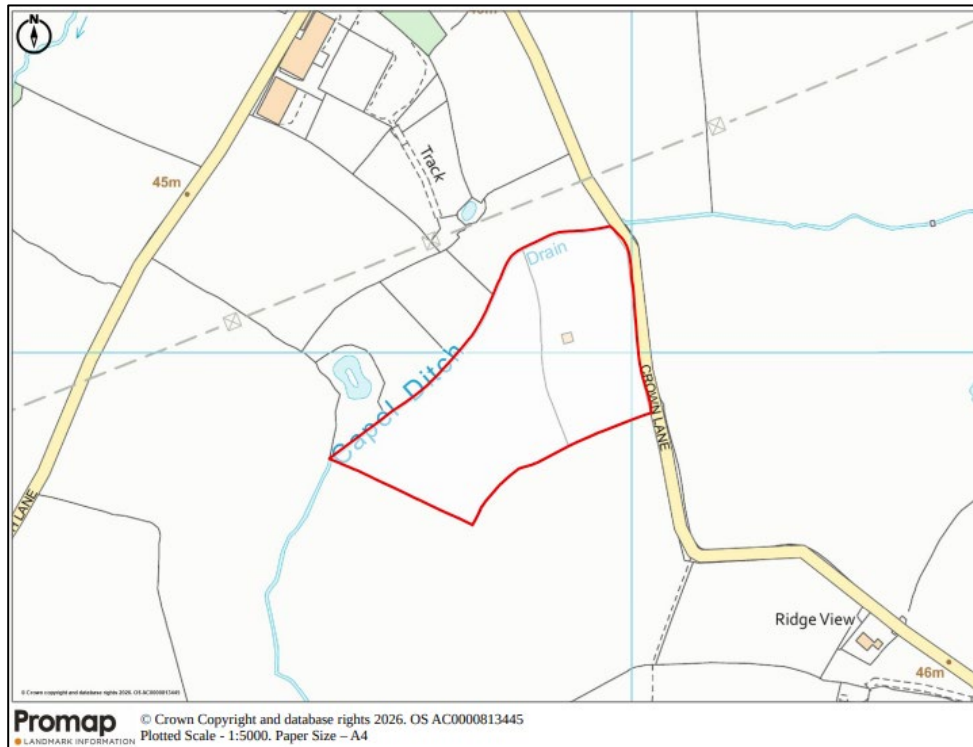 N
45m
Track
Drain
Capel Ditch
CROWN LANE
LANE
Ridge View
46m
© Crown copyright and database rights 2026. OS AC0000813445
Promap
LANDMARK INFORMATION
© Crown Copyright and database rights 2026. OS AC0000813445
Plotted Scale - 1:5000. Paper Size – A4